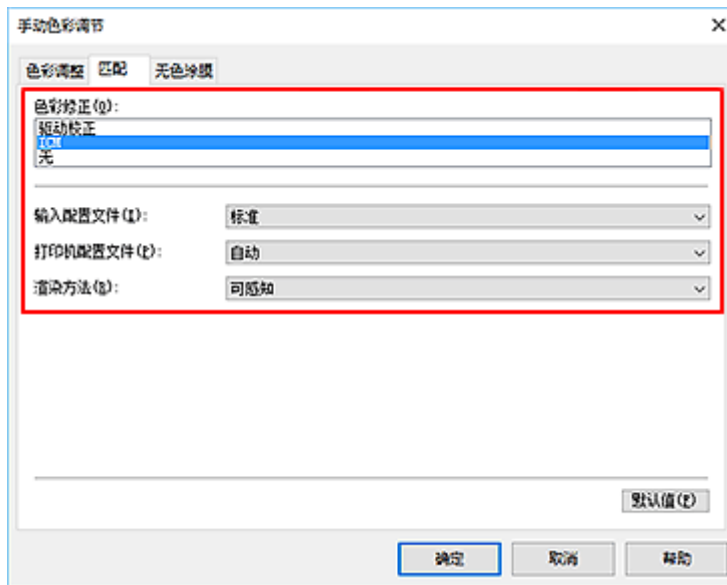 手动色彩调节
色彩调整 匹配 无色涂膜
色彩修正(O):
驱动校正
ICM
无
输入配置文件(I): 标准
打印机配置文件(P): 自动
渲染方法(R): 可感知
默认值(F)
确定 取消 帮助